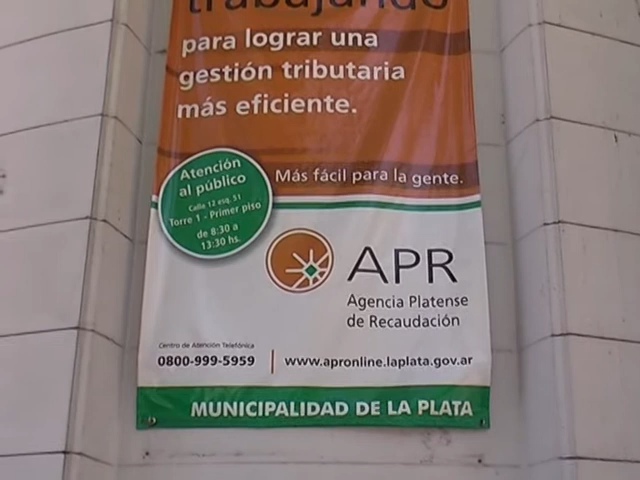 trabajando
para lograr una
gestión tributaria
más eficiente.
Atención
al público
Calle 12 esq. 51
Torre 1 - Primer piso
de 8:30 a
13:30 hs.
Más fácil para la gente.
APR
Agencia Platense
de Recaudación
Centro de Atención Telefónica
0800-999-5959
www.apronline.laplata.gov.ar
MUNICIPALIDAD DE LA PLATA